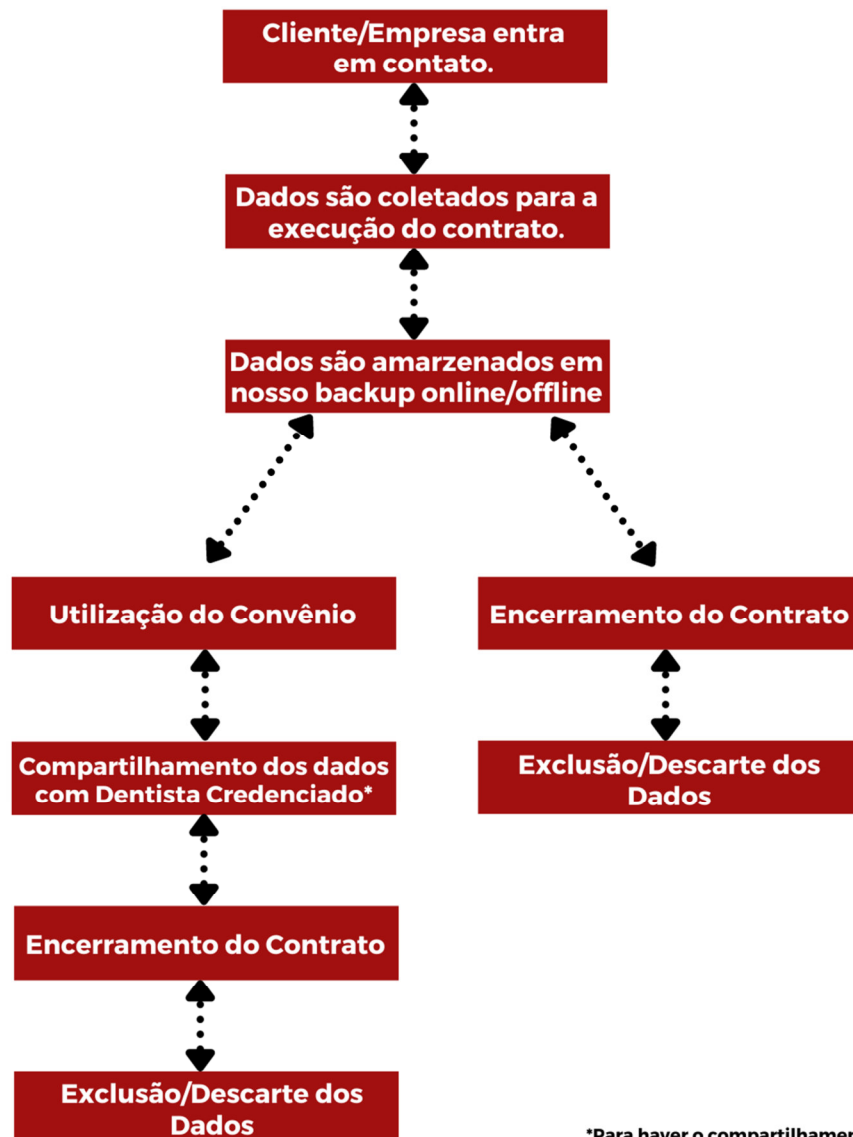 Cliente/Empresa entra
em contato.
Dados são coletados para a
execução do contrato.
Dados são amarzenados em
nosso backup online/offline
Utilização do Convênio
Encerramento do Contrato
Compartilhamento dos dados
com Dentista Credenciado*
Exclusão/Descarte dos
Dados
Encerramento do Contrato
Exclusão/Descarte dos
Dados
*Para haver o